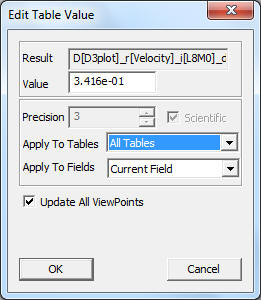 Edit Table Value
Result D[D3plot]_r[Velocity]_i[L8M0]_c
Value 3.416e-01
Precision 3 Scientific
Apply To Tables All Tables
Apply To Fields Current Field
Update All ViewPoints
OK Cancel